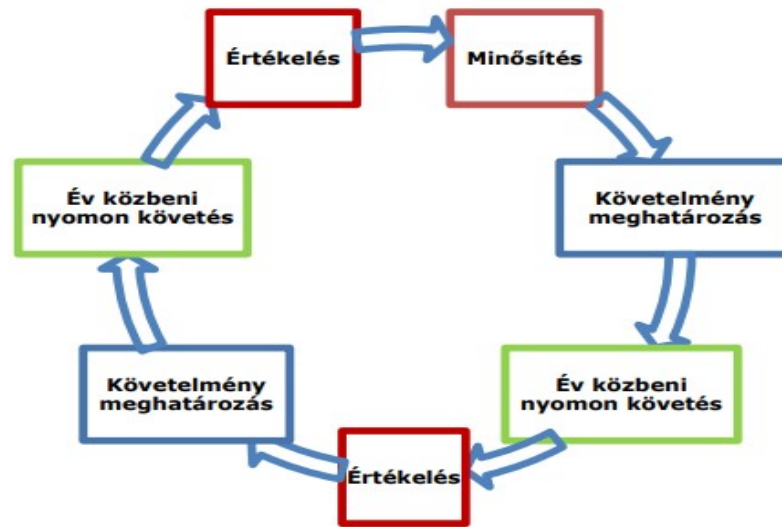 Értékelés
Minősítés
Követelmény
meghatározás
Év közbeni
nyomon követés
Értékelés
Követelmény
meghatározás
Év közbeni
nyomon követés